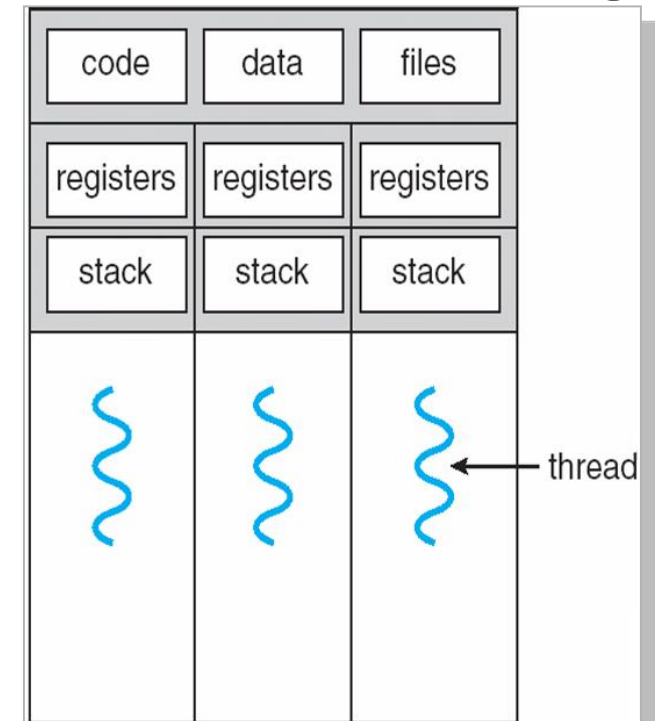 code data files
registers registers registers
stack stack stack
thread